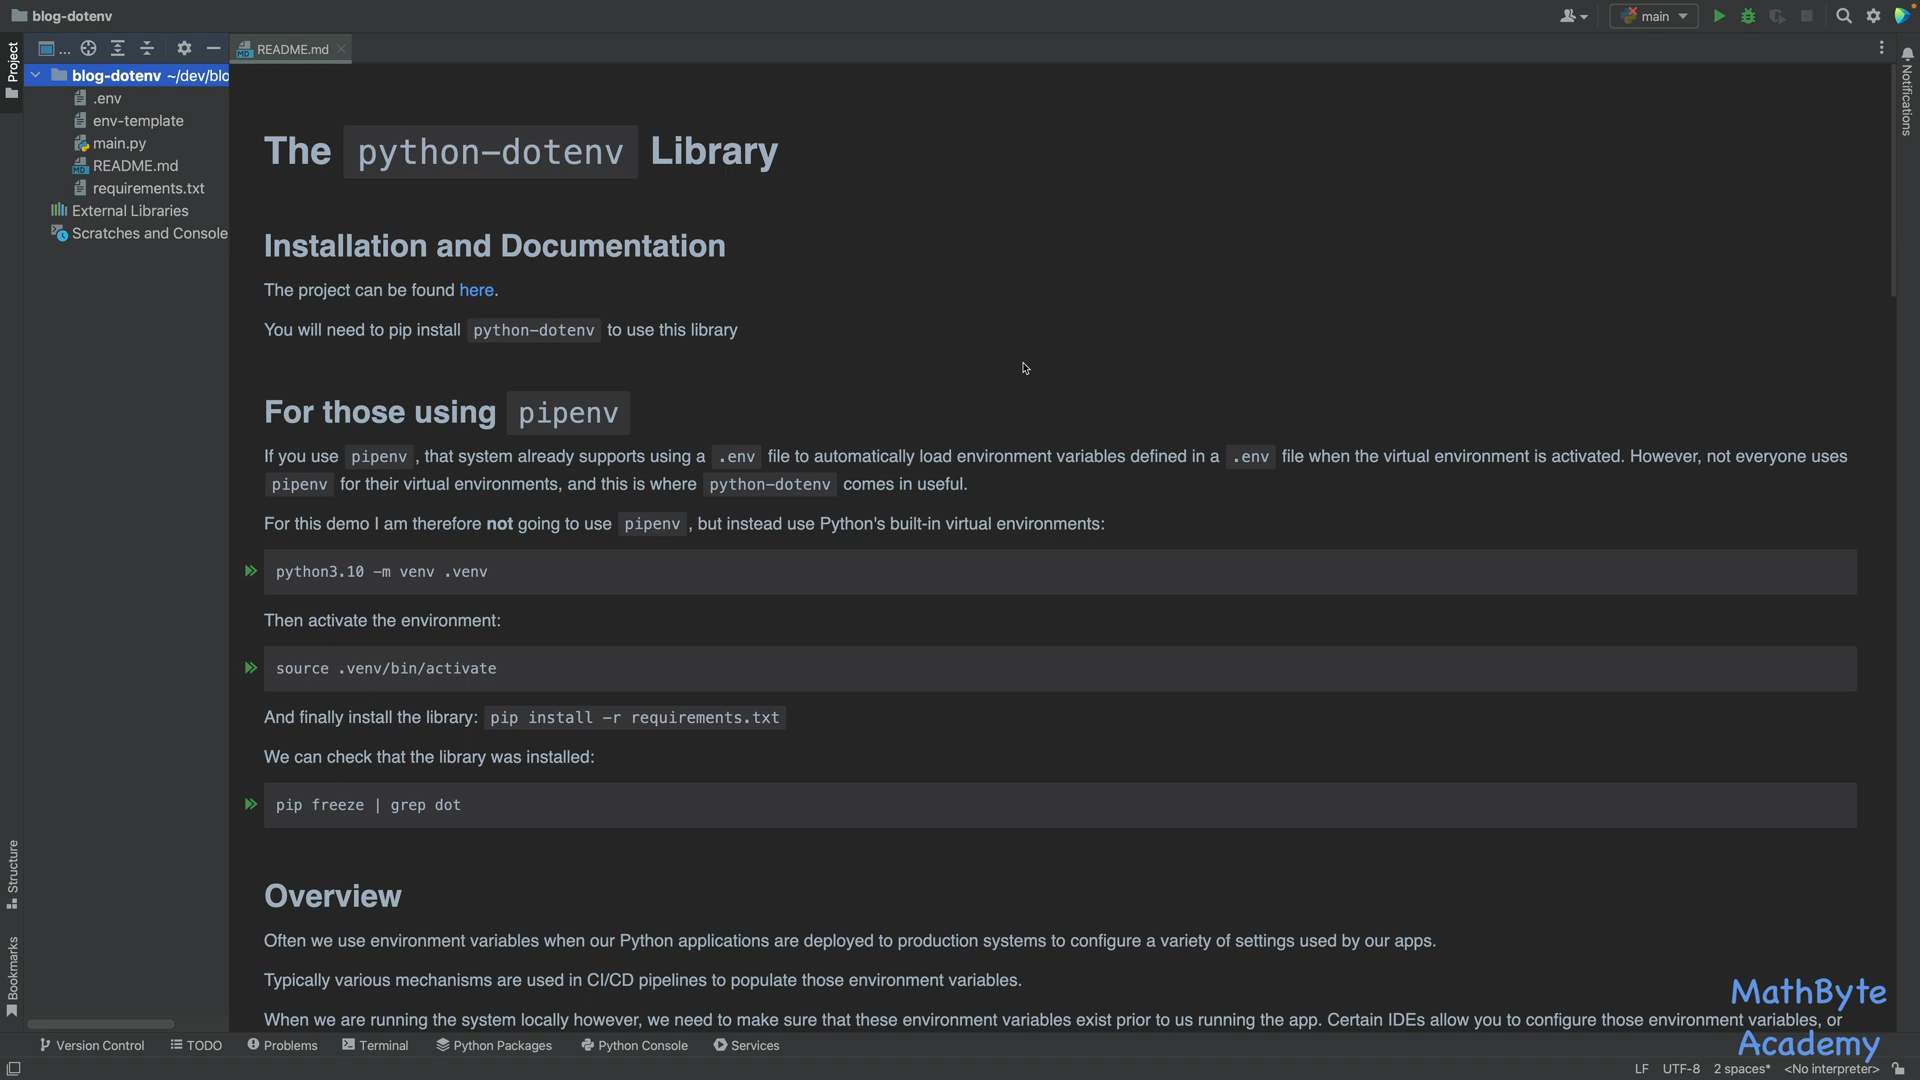 blog-dotenv
main
Project
...
README.md
Notifications
blog-dotenv ~/dev/blo
.env
env-template
main.py
README.md
requirements.txt
External Libraries
Scratches and Console
The python-dotenv Library
Installation and Documentation
The project can be found here.
You will need to pip install python-dotenv to use this library
For those using pipenv
If you use pipenv , that system already supports using a .env file to automatically load environment variables defined in a .env file when the virtual environment is activated. However, not everyone uses
pipenv for their virtual environments, and this is where python-dotenv comes in useful.
For this demo I am therefore not going to use pipenv , but instead use Python's built-in virtual environments:
python3.10 -m venv .venv
Then activate the environment:
source .venv/bin/activate
And finally install the library: pip install -r requirements.txt
We can check that the library was installed:
pip freeze | grep dot
Overview
Often we use environment variables when our Python applications are deployed to production systems to configure a variety of settings used by our apps.
Typically various mechanisms are used in CI/CD pipelines to populate those environment variables.
When we are running the system locally however, we need to make sure that these environment variables exist prior to us running the app. Certain IDEs allow you to configure those environment variables, or
Structure
Bookmarks
MathByte
Academy
Version Control
TODO
Problems
Terminal
Python Packages
Python Console
Services
LF UTF-8 2 spaces* <No interpreter>